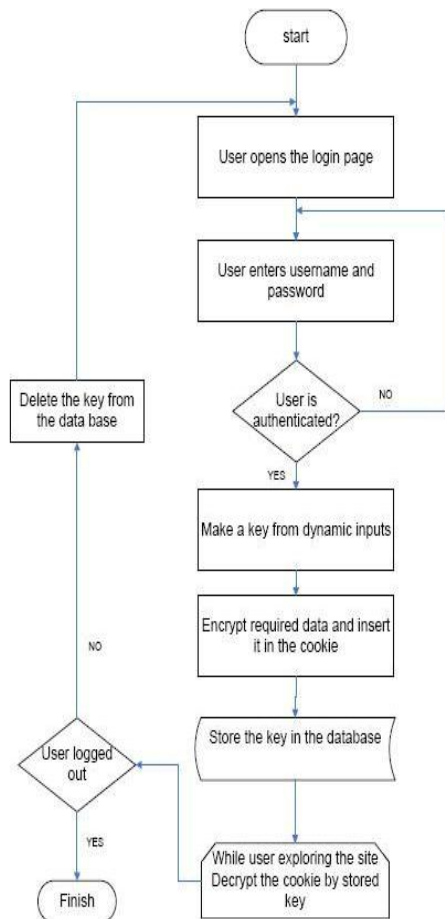 start
User opens the login page
User enters username and
password
User is
authenticated?
NO
YES
Delete the key from
the data base
Make a key from dynamic inputs
Encrypt required data and insert
it in the cookie
NO
Store the key in the database
User logged
out
YES
While user exploring the site
Decrypt the cookie by stored
key
Finish